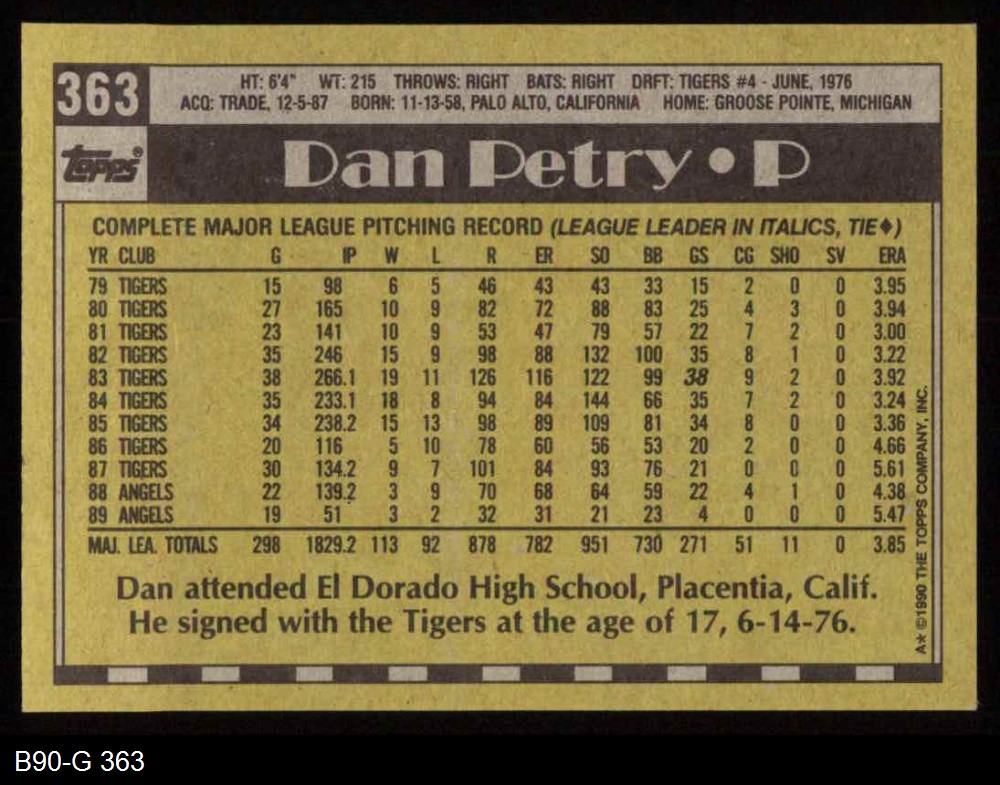 363
HT: 6'4" WT: 215 THROWS: RIGHT BATS: RIGHT DRFT: TIGERS #4 - JUNE, 1976
ACQ: TRADE, 12-5-87 BORN: 11-13-58, PALO ALTO, CALIFORNIA HOME: GROOSE POINTE, MICHIGAN
Topps
Dan Petry • P
COMPLETE MAJOR LEAGUE PITCHING RECORD (LEAGUE LEADER IN ITALICS, TIE♦)
YR CLUB G IP W L R ER SO BB GS CG SHO SV ERA
79 TIGERS 15 98 6 5 46 43 43 33 15 2 0 0 3.95
80 TIGERS 27 165 10 9 82 72 88 83 25 4 3 0 3.94
81 TIGERS 23 141 10 9 53 47 79 57 22 7 2 0 3.00
82 TIGERS 35 246 15 9 98 88 132 100 35 8 1 0 3.22
83 TIGERS 38 266.1 19 11 126 116 122 99 38 9 2 0 3.92
84 TIGERS 35 233.1 18 8 94 84 144 66 35 7 2 0 3.24
85 TIGERS 34 238.2 15 13 98 89 109 81 34 8 0 0 3.36
86 TIGERS 20 116 5 10 78 60 56 53 20 2 0 0 4.66
87 TIGERS 30 134.2 9 7 101 84 93 76 21 0 0 0 5.61
88 ANGELS 22 139.2 3 9 70 68 64 59 22 4 1 0 4.38
89 ANGELS 19 51 3 2 32 31 21 23 4 0 0 0 5.47
MAJ. LEA. TOTALS 298 1829.2 113 92 878 782 951 730 271 51 11 0 3.85
Dan attended El Dorado High School, Placentia, Calif.
He signed with the Tigers at the age of 17, 6-14-76.
A★ ©1990 THE TOPPS COMPANY, INC.
B90-G 363